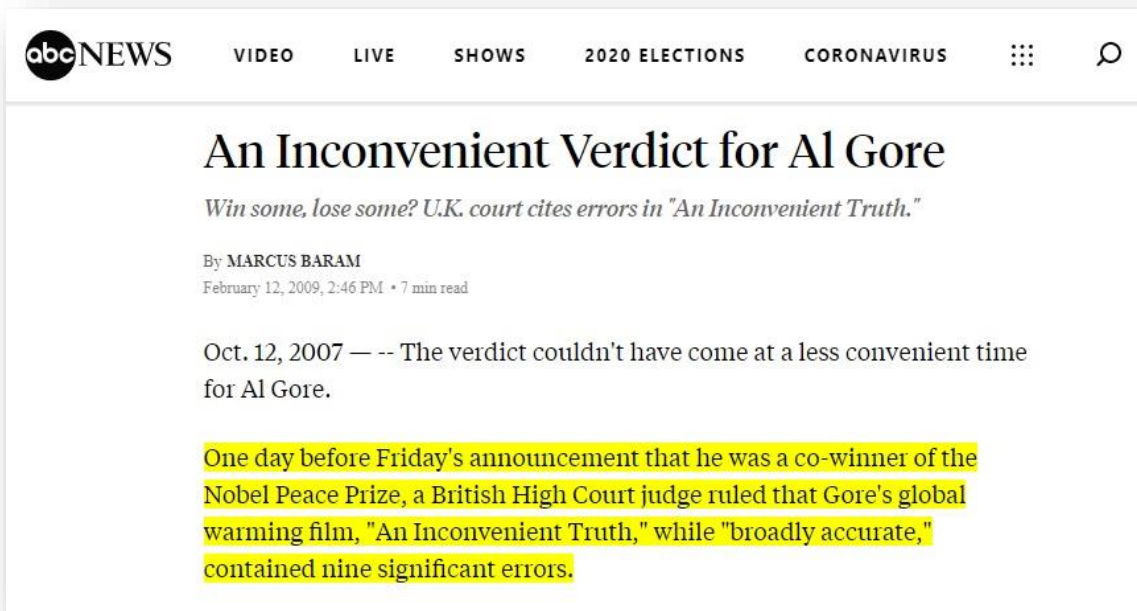 abc NEWS VIDEO LIVE SHOWS 2020 ELECTIONS CORONAVIRUS
An Inconvenient Verdict for Al Gore
Win some, lose some? U.K. court cites errors in "An Inconvenient Truth."
By MARCUS BARAM
February 12, 2009, 2:46 PM • 7 min read
Oct. 12, 2007 — -- The verdict couldn't have come at a less convenient time
for Al Gore.
One day before Friday's announcement that he was a co-winner of the
Nobel Peace Prize, a British High Court judge ruled that Gore's global
warming film, "An Inconvenient Truth," while "broadly accurate,"
contained nine significant errors.